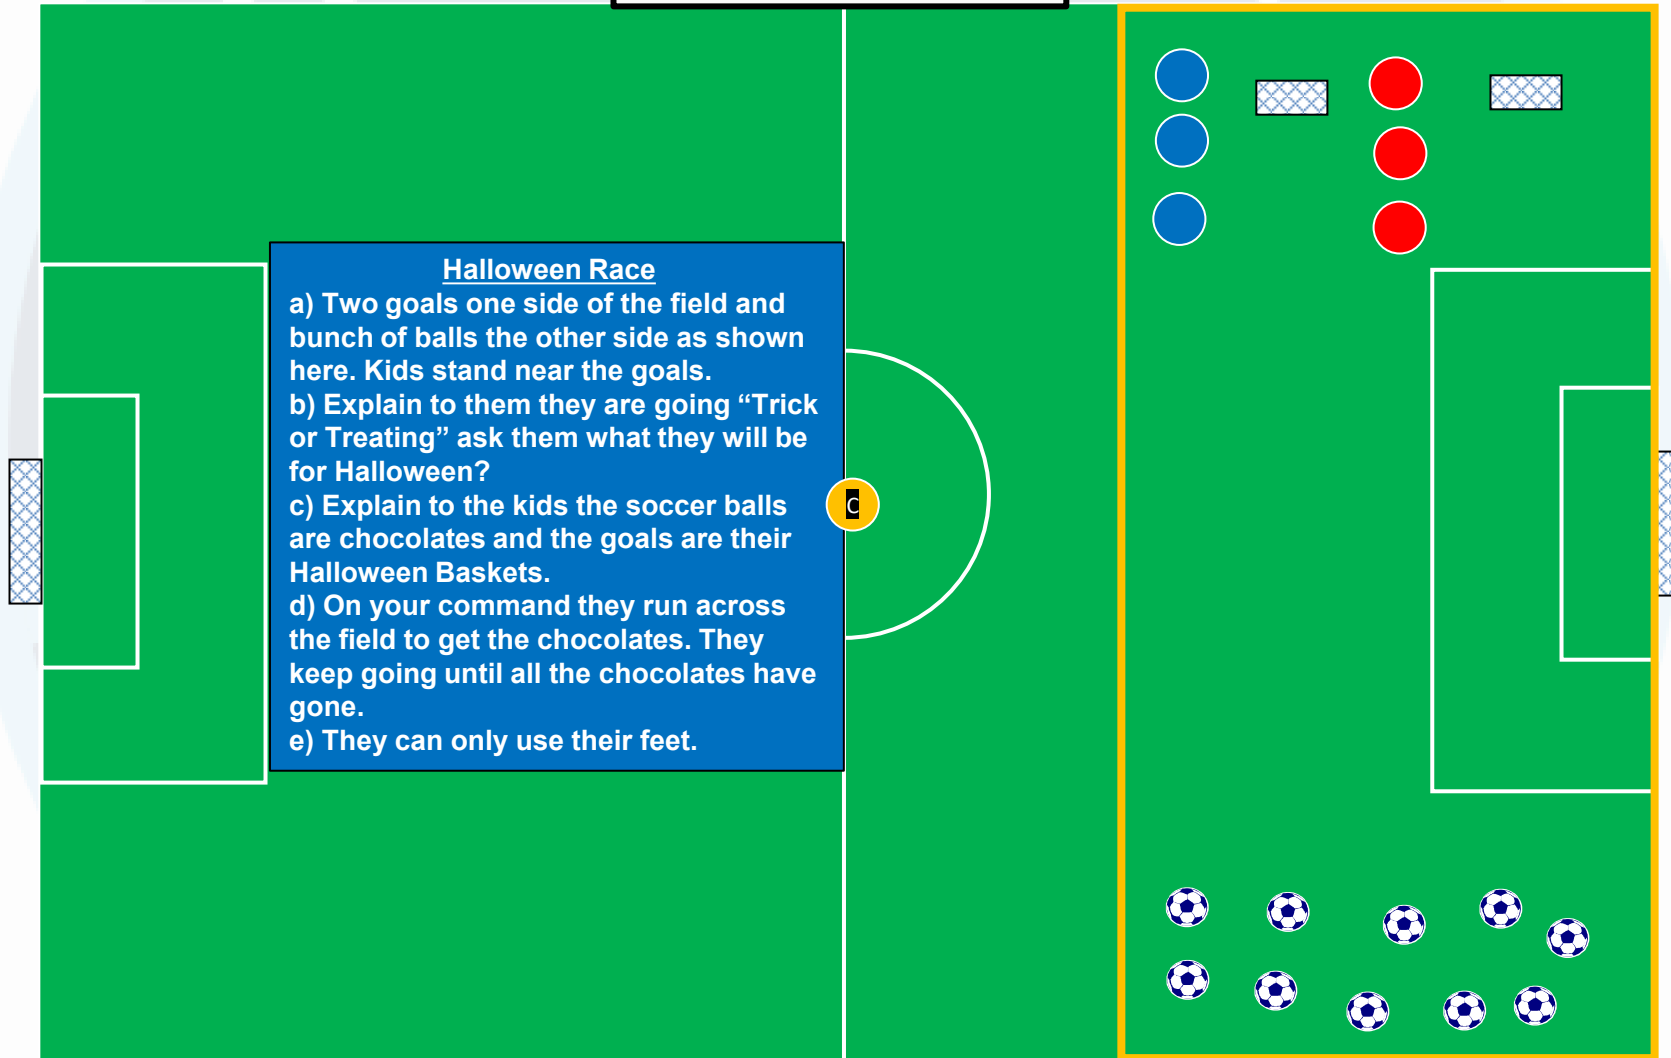 Halloween Race
a) Two goals one side of the field and
bunch of balls the other side as shown
here. Kids stand near the goals.
b) Explain to them they are going “Trick
or Treating” ask them what they will be
for Halloween?
c) Explain to the kids the soccer balls
are chocolates and the goals are their
Halloween Baskets.
d) On your command they run across
the field to get the chocolates. They
keep going until all the chocolates have
gone.
e) They can only use their feet.
C